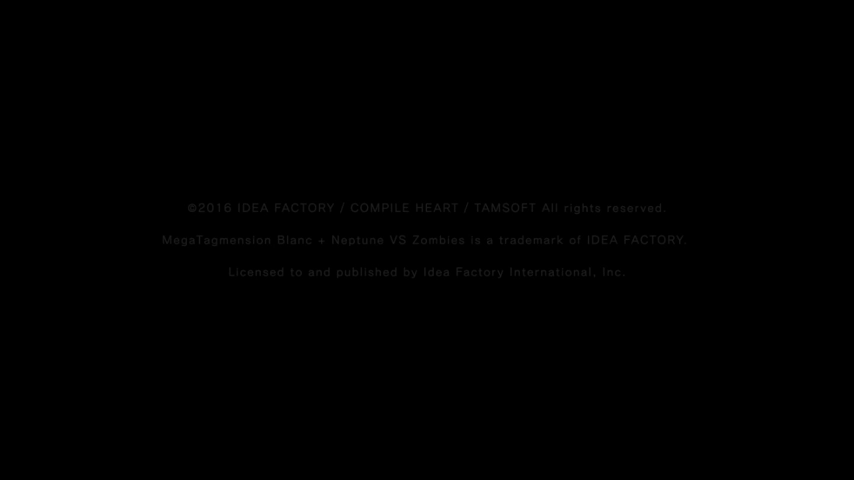 ©2016 IDEA FACTORY / COMPILE HEART / TAMSOFT All rights reserved.
MegaTagmension Blanc + Neptune VS Zombies is a trademark of IDEA FACTORY.
Licensed to and published by Idea Factory International, Inc.